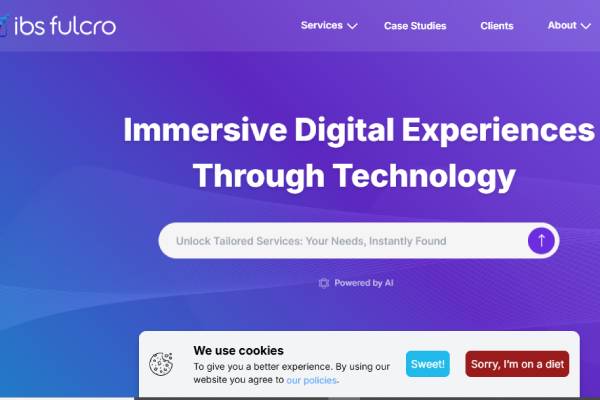 ibs fulcro
Services Case Studies Clients About
Immersive Digital Experiences
Through Technology
Unlock Tailored Services: Your Needs, Instantly Found
Powered by AI
We use cookies
To give you a better experience. By using our
website you agree to our policies.
Sweet!
Sorry, I'm on a diet